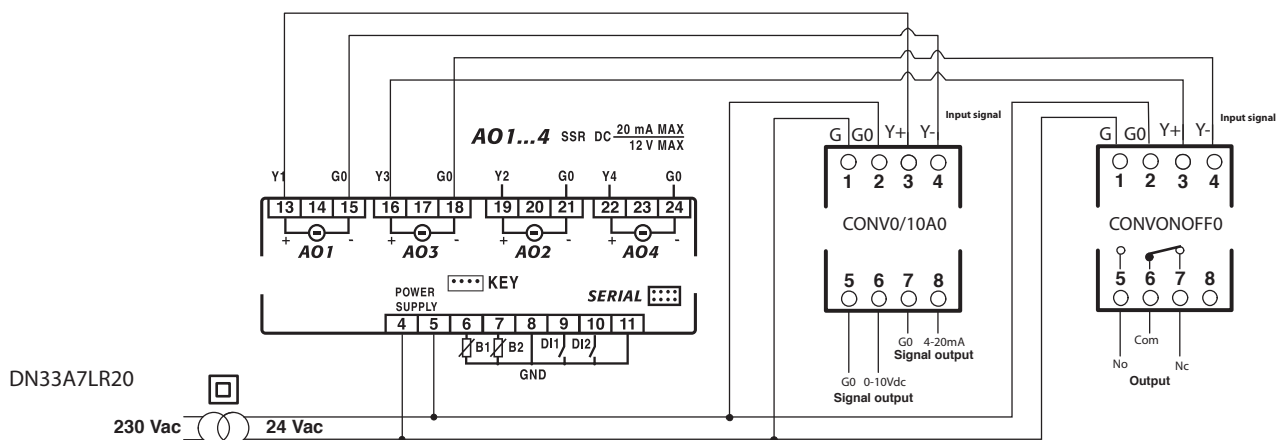 AO1...4 SSR DC 20 mA MAX
12 V MAX
Y1 G0 Y3 G0 Y2 G0 Y4 G0
13 14 15 16 17 18 19 20 21 22 23 24
+ - + - + - + -
AO1 AO3 AO2 AO4
KEY
POWER
SUPPLY
SERIAL
4 5 6 7 8 9 10 11
B1 B2 DI1 DI2
GND
DN33A7LR20
230 Vac 24 Vac
Input signal
G G0 Y+ Y-
1 2 3 4
CONV0/10A0
5 6 7 8
G0 4-20mA
Signal output
G0 0-10Vdc
Signal output
Input signal
G G0 Y+ Y-
1 2 3 4
CONVONOFF0
5 6 7 8
Com
No Nc
Output